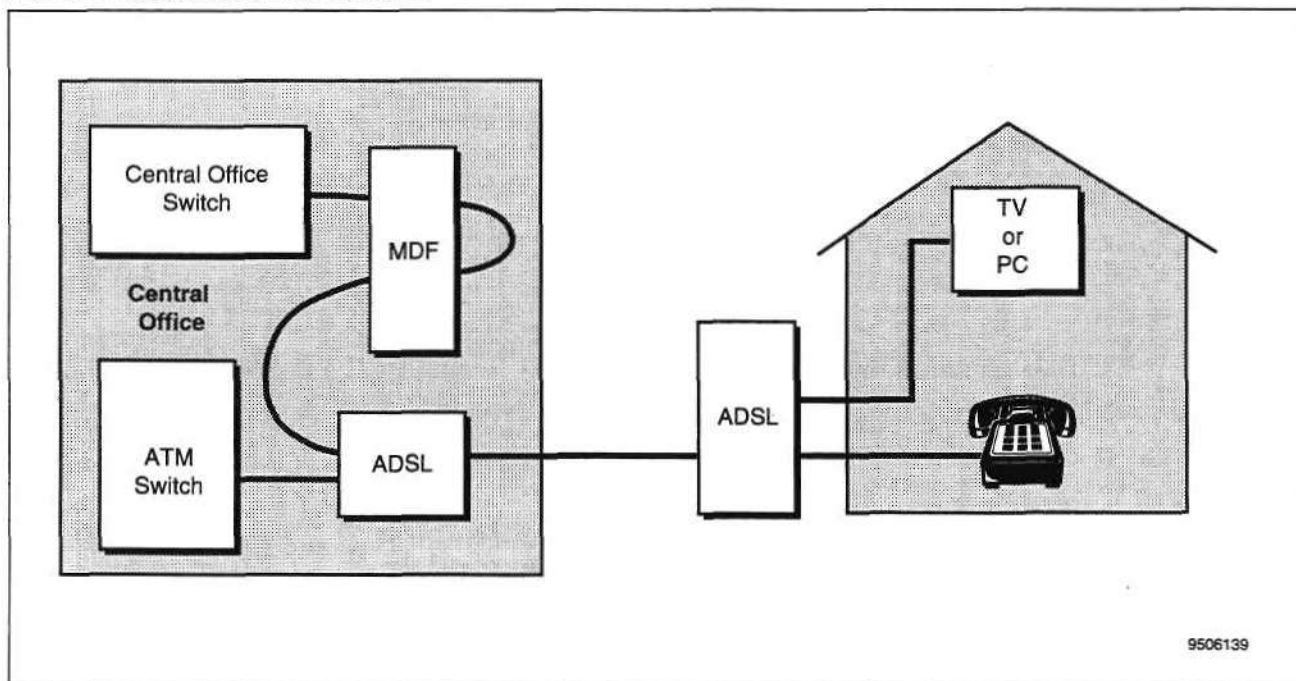 Central Office
Switch
MDF
Central
Office
ATM
Switch
ADSL
ADSL
TV
or
PC
9506139